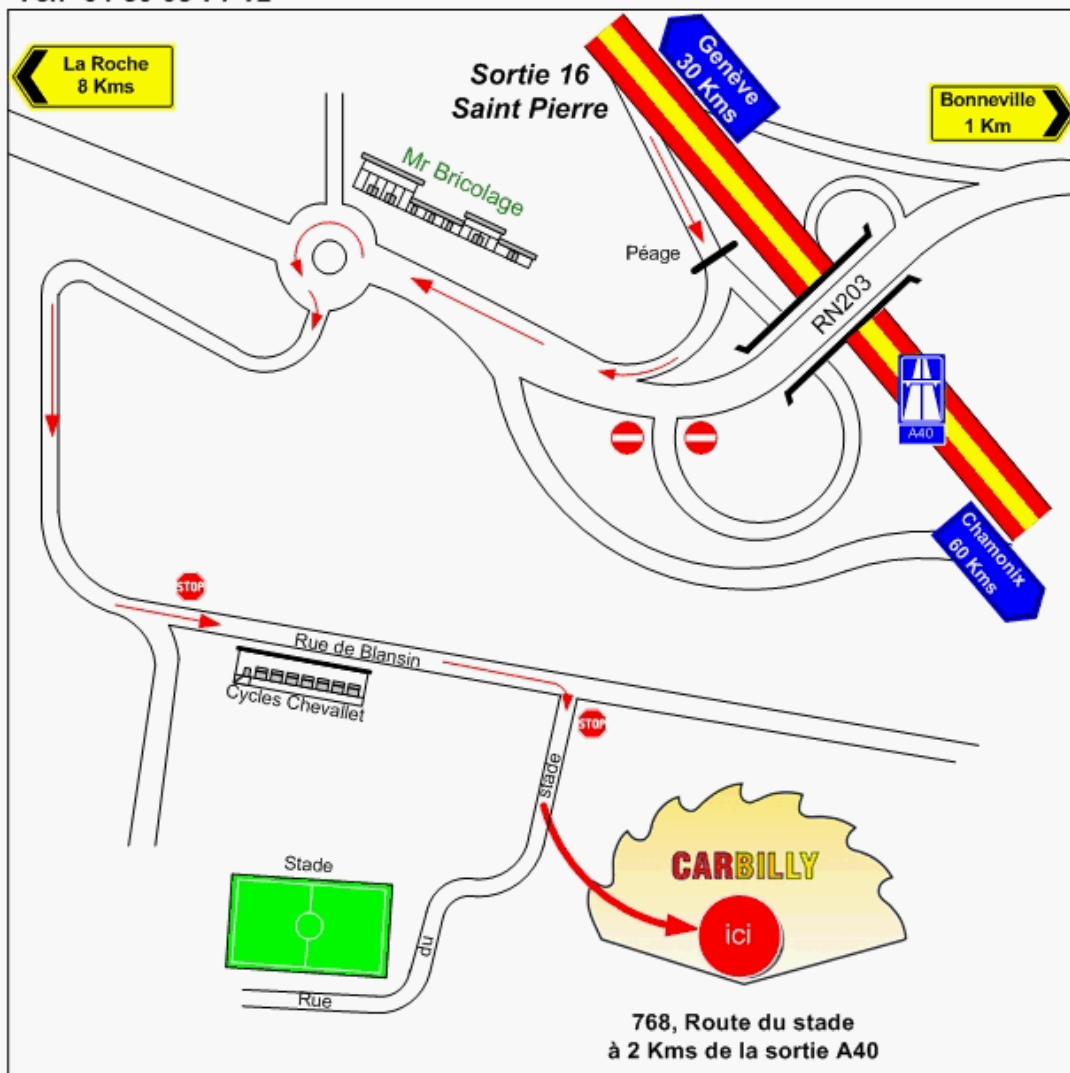 La Roche
8 Kms
Sortie 16
Saint Pierre
Genève
30 Kms
Bonneville
1 Km
Mr Bricolage
Péage
RN203
A40
Chamonix
60 Kms
STOP
Rue de Blansin
Cycles Chevallet
STOP
stade
Stade
CARBILLY
ici
du
Rue
768, Route du stade
à 2 Kms de la sortie A40